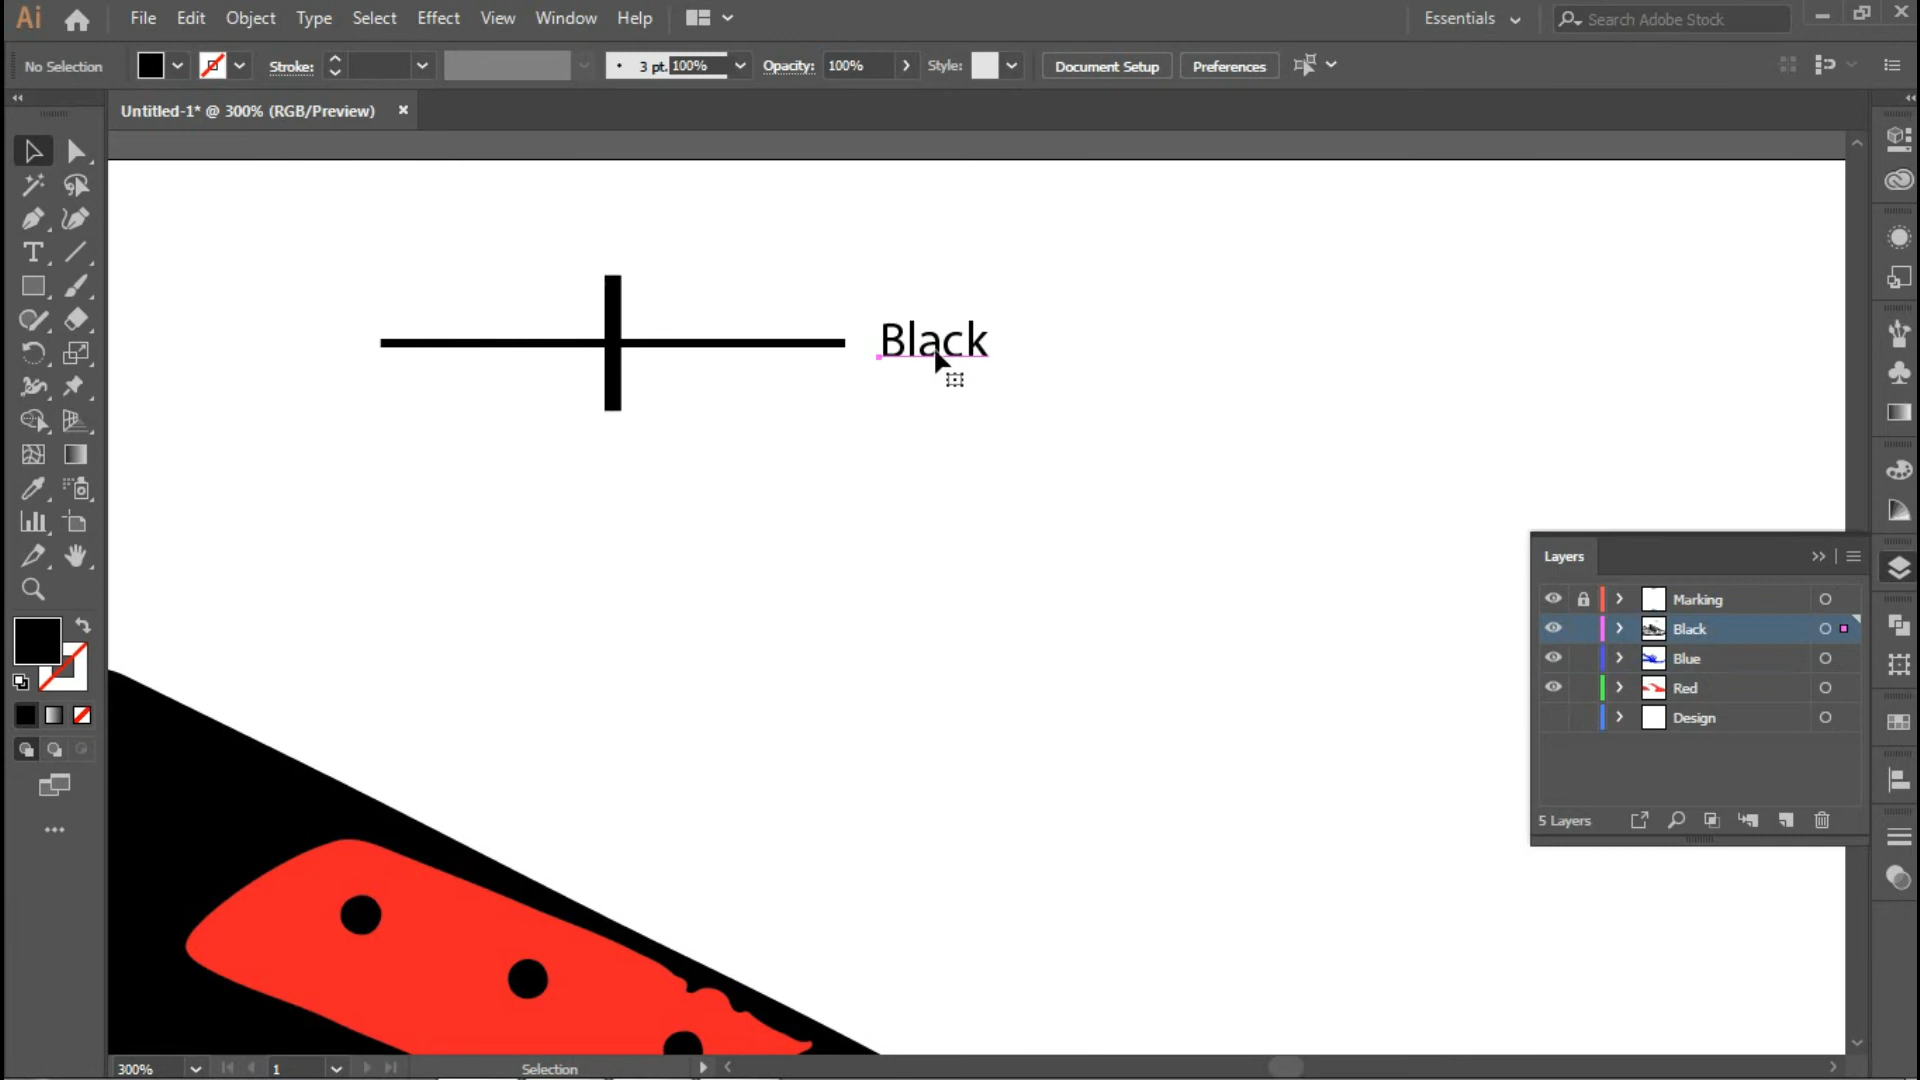 Ai File Edit Object Type Select Effect View Window Help Essentials Search Adobe Stock
No Selection Stroke: 3 pt. 100% Opacity: 100% Style: Document Setup Preferences
Untitled-1* @ 300% (RGB/Preview)
Black
Layers
Marking
Black
Blue
Red
Design
5 Layers
300% 1 Selection